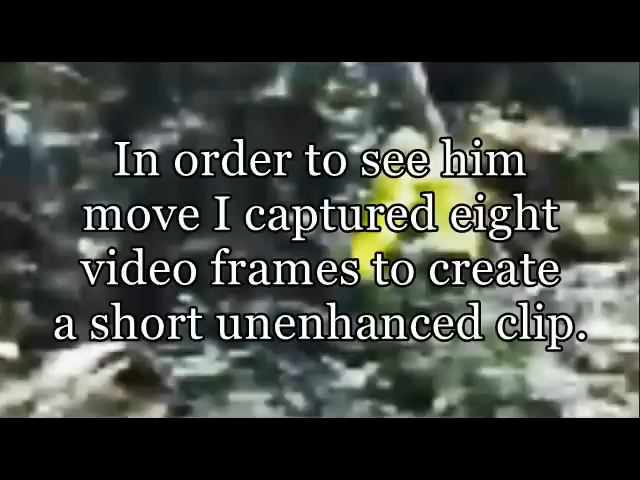 In order to see him
move I captured eight
video frames to create
a short unenhanced clip.